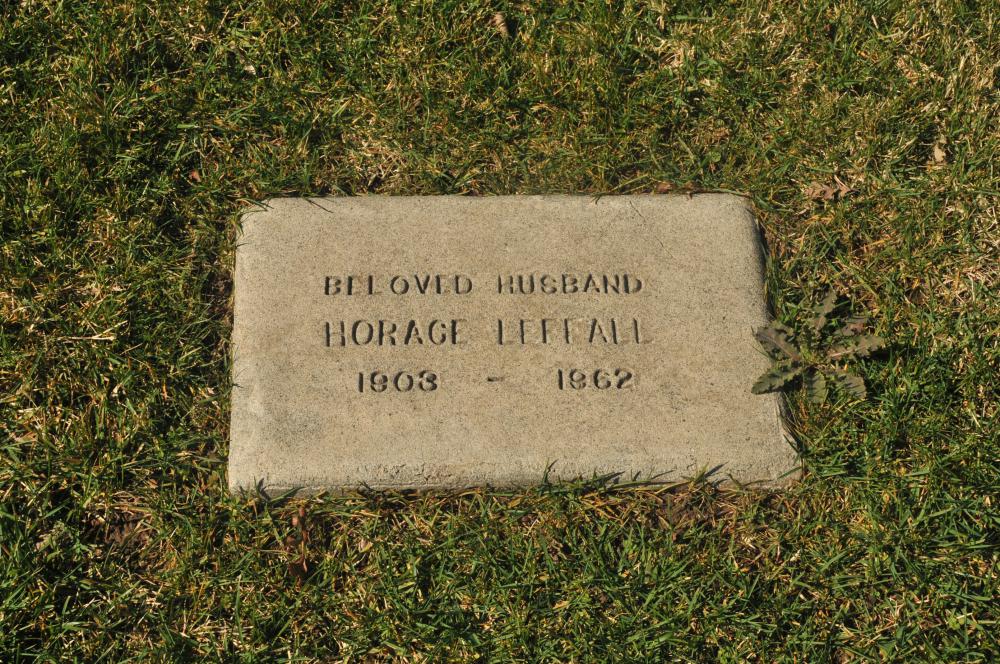 BELOVED HUSBAND
HORACE LEFFALL
1903 - 1962